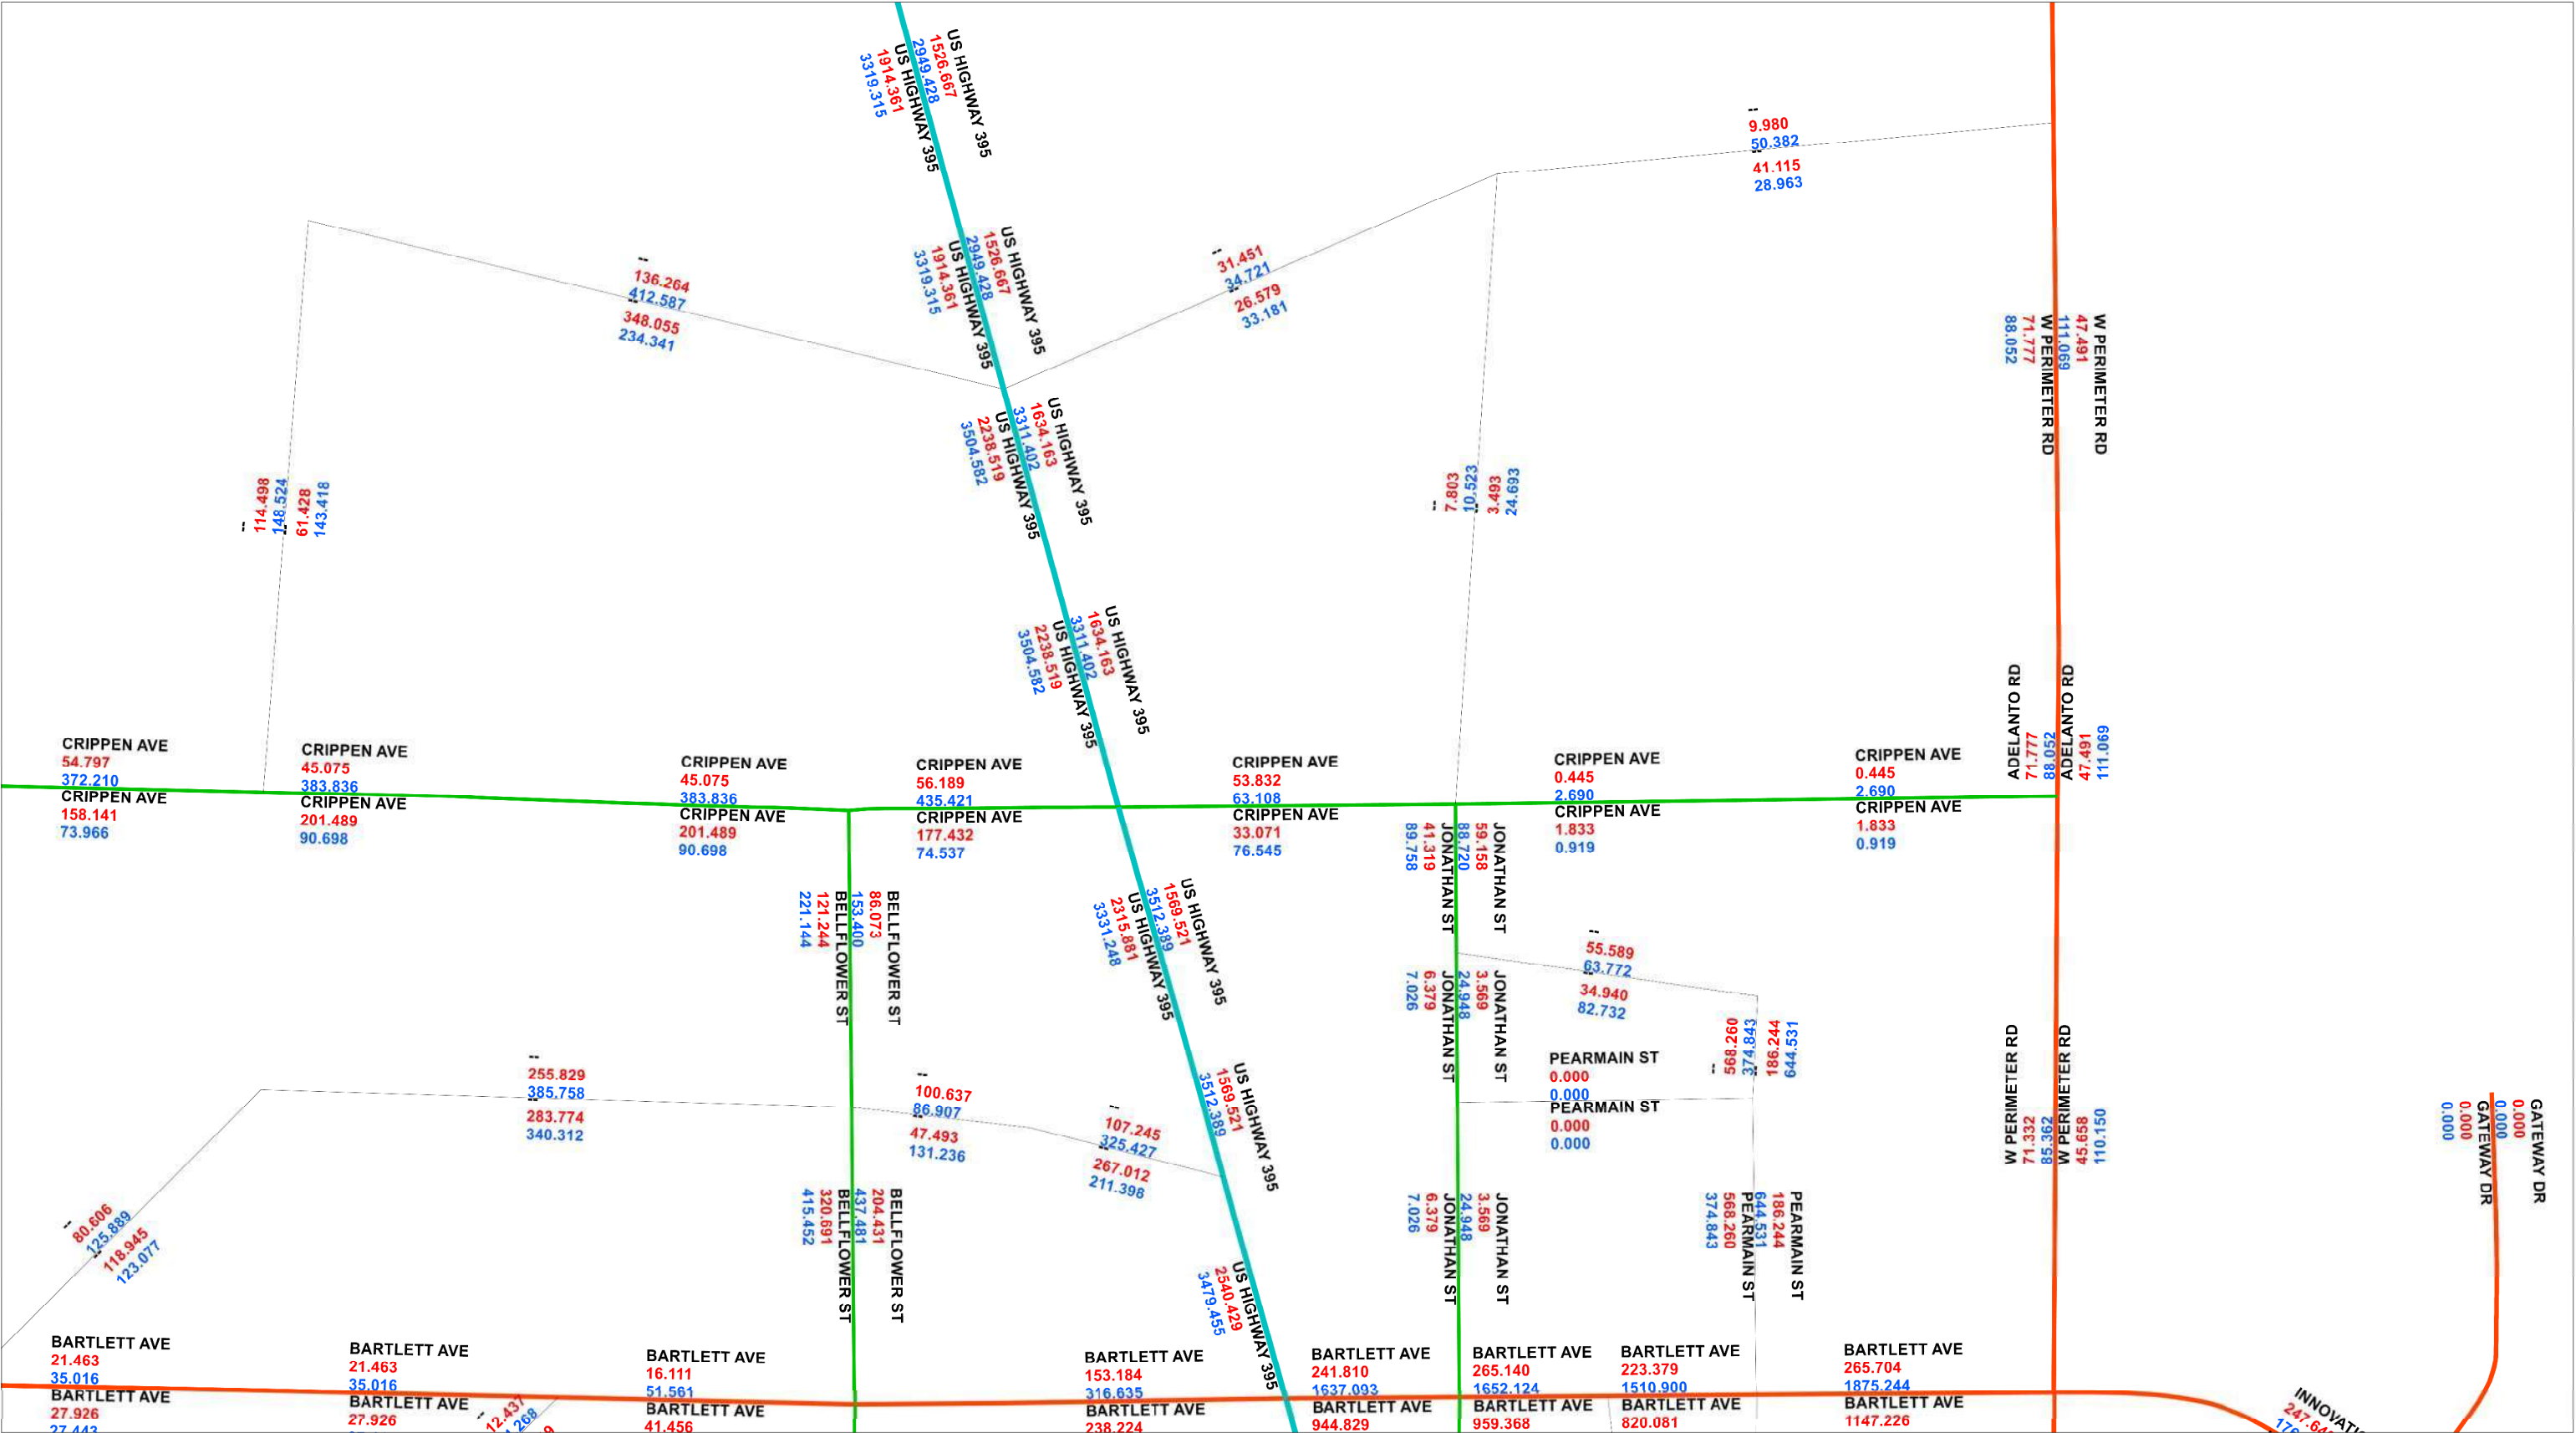 US HIGHWAY 395
1526.667
2949.428
US HIGHWAY 395
1914.361
3319.315
--
9.980
50.382
--
41.115
28.963
US HIGHWAY 395
1526.667
2949.428
US HIGHWAY 395
1914.361
3319.315
--
136.264
412.587
--
348.055
234.341
--
31.451
34.721
--
26.579
33.181
W PERIMETER RD
47.491
111.069
W PERIMETER RD
71.777
88.052
US HIGHWAY 395
1634.163
3311.402
US HIGHWAY 395
2238.519
3504.582
--
114.498
148.524
--
61.428
143.418
--
7.803
10.523
--
3.493
24.693
US HIGHWAY 395
1634.163
3311.402
US HIGHWAY 395
2238.519
3504.582
ADELANTO RD
71.777
88.052
ADELANTO RD
47.491
111.069
CRIPPEN AVE
54.797
372.210
CRIPPEN AVE
158.141
73.966
CRIPPEN AVE
45.075
383.836
CRIPPEN AVE
201.489
90.698
CRIPPEN AVE
45.075
383.836
CRIPPEN AVE
201.489
90.698
CRIPPEN AVE
56.189
435.421
CRIPPEN AVE
177.432
74.537
CRIPPEN AVE
53.832
63.108
CRIPPEN AVE
33.071
76.545
CRIPPEN AVE
0.445
2.690
CRIPPEN AVE
1.833
0.919
CRIPPEN AVE
0.445
2.690
CRIPPEN AVE
1.833
0.919
BELLFLOWER ST
86.073
153.400
BELLFLOWER ST
121.244
221.144
US HIGHWAY 395
1569.521
3512.389
US HIGHWAY 395
2315.881
3331.248
JONATHAN ST
59.158
88.720
JONATHAN ST
41.319
89.758
--
55.589
63.772
--
34.940
82.732
JONATHAN ST
3.569
24.948
JONATHAN ST
6.379
7.026
--
568.260
374.843
--
186.244
644.531
PEARMAIN ST
0.000
0.000
PEARMAIN ST
0.000
0.000
W PERIMETER RD
71.332
85.362
W PERIMETER RD
45.658
110.150
GATEWAY DR
0.000
0.000
GATEWAY DR
0.000
0.000
--
255.829
385.758
--
283.774
340.312
--
100.637
86.907
--
47.493
131.236
--
107.245
325.427
--
267.012
211.398
US HIGHWAY 395
1569.521
3512.389
--
80.606
125.889
--
118.945
123.077
BELLFLOWER ST
204.431
437.481
BELLFLOWER ST
320.691
415.452
US HIGHWAY 395
2540.429
3479.455
JONATHAN ST
3.569
24.948
JONATHAN ST
6.379
7.026
PEARMAIN ST
186.244
644.531
PEARMAIN ST
568.260
374.843
BARTLETT AVE
21.463
35.016
BARTLETT AVE
27.926
27.443
BARTLETT AVE
21.463
35.016
BARTLETT AVE
27.926
--
12.437
BARTLETT AVE
16.111
51.561
BARTLETT AVE
41.456
BARTLETT AVE
153.184
316.635
BARTLETT AVE
238.224
BARTLETT AVE
241.810
1637.093
BARTLETT AVE
944.829
BARTLETT AVE
265.140
1652.124
BARTLETT AVE
959.368
BARTLETT AVE
223.379
1510.900
BARTLETT AVE
820.081
BARTLETT AVE
265.704
1875.244
BARTLETT AVE
1147.226